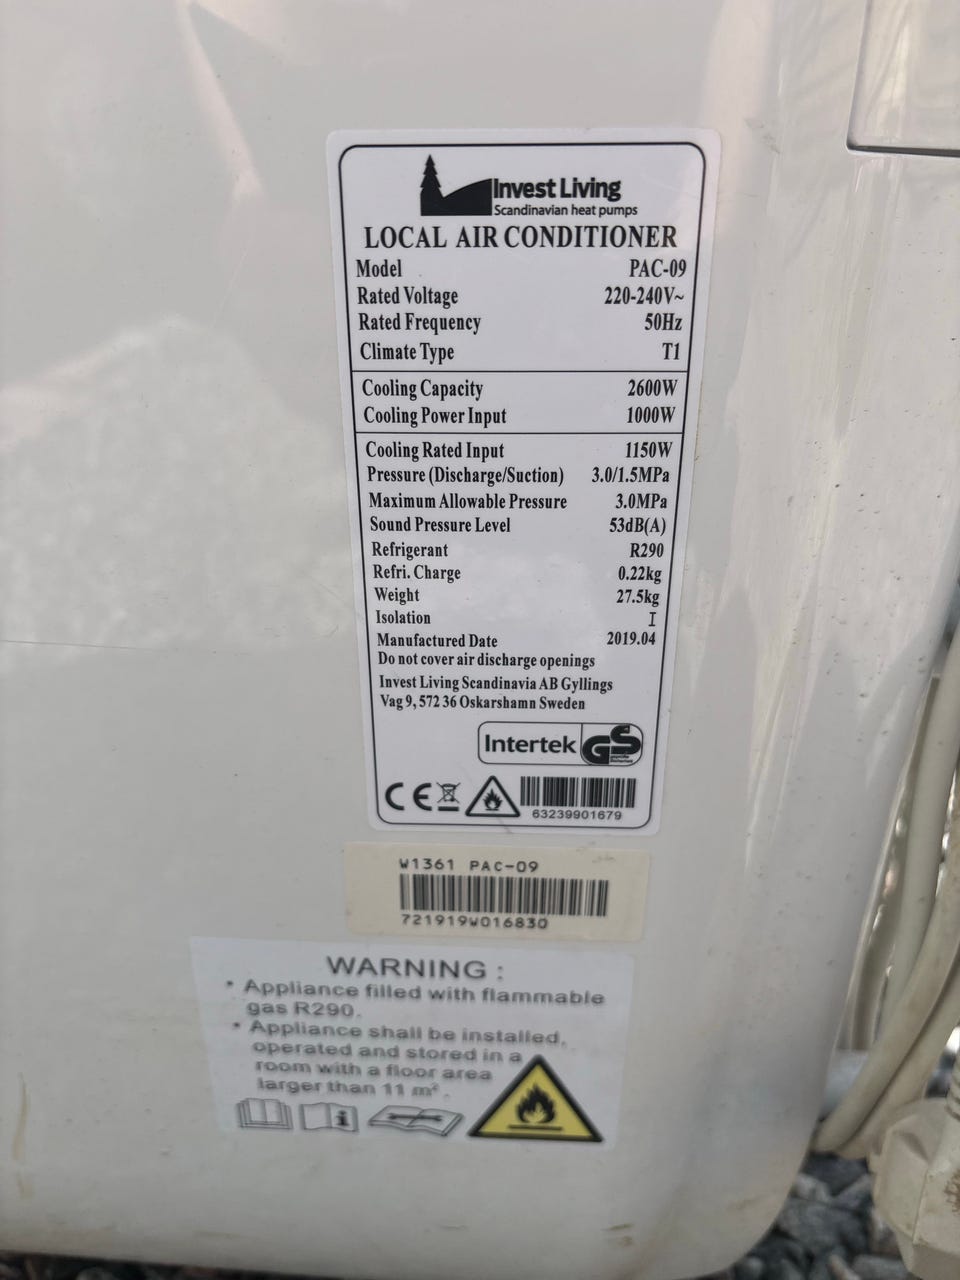 Invest Living
Scandinavian heat pumps
LOCAL AIR CONDITIONER
Model PAC-09
Rated Voltage 220-240V~
Rated Frequency 50Hz
Climate Type T1
Cooling Capacity 2600W
Cooling Power Input 1000W
Cooling Rated Input 1150W
Pressure (Discharge/Suction) 3.0/1.5MPa
Maximum Allowable Pressure 3.0MPa
Sound Pressure Level 53dB(A)
Refrigerant R290
Refri. Charge 0.22kg
Weight 27.5kg
Isolation I
Manufactured Date 2019.04
Do not cover air discharge openings
Invest Living Scandinavia AB Gyllings
Vag 9, 572 36 Oskarshamn Sweden
Intertek GS
CE
63239901679
W1361 PAC-09
721919W016830
WARNING :
• Appliance filled with flammable
gas R290.
• Appliance shall be installed,
operated and stored in a
room with a floor area
larger than 11 m².